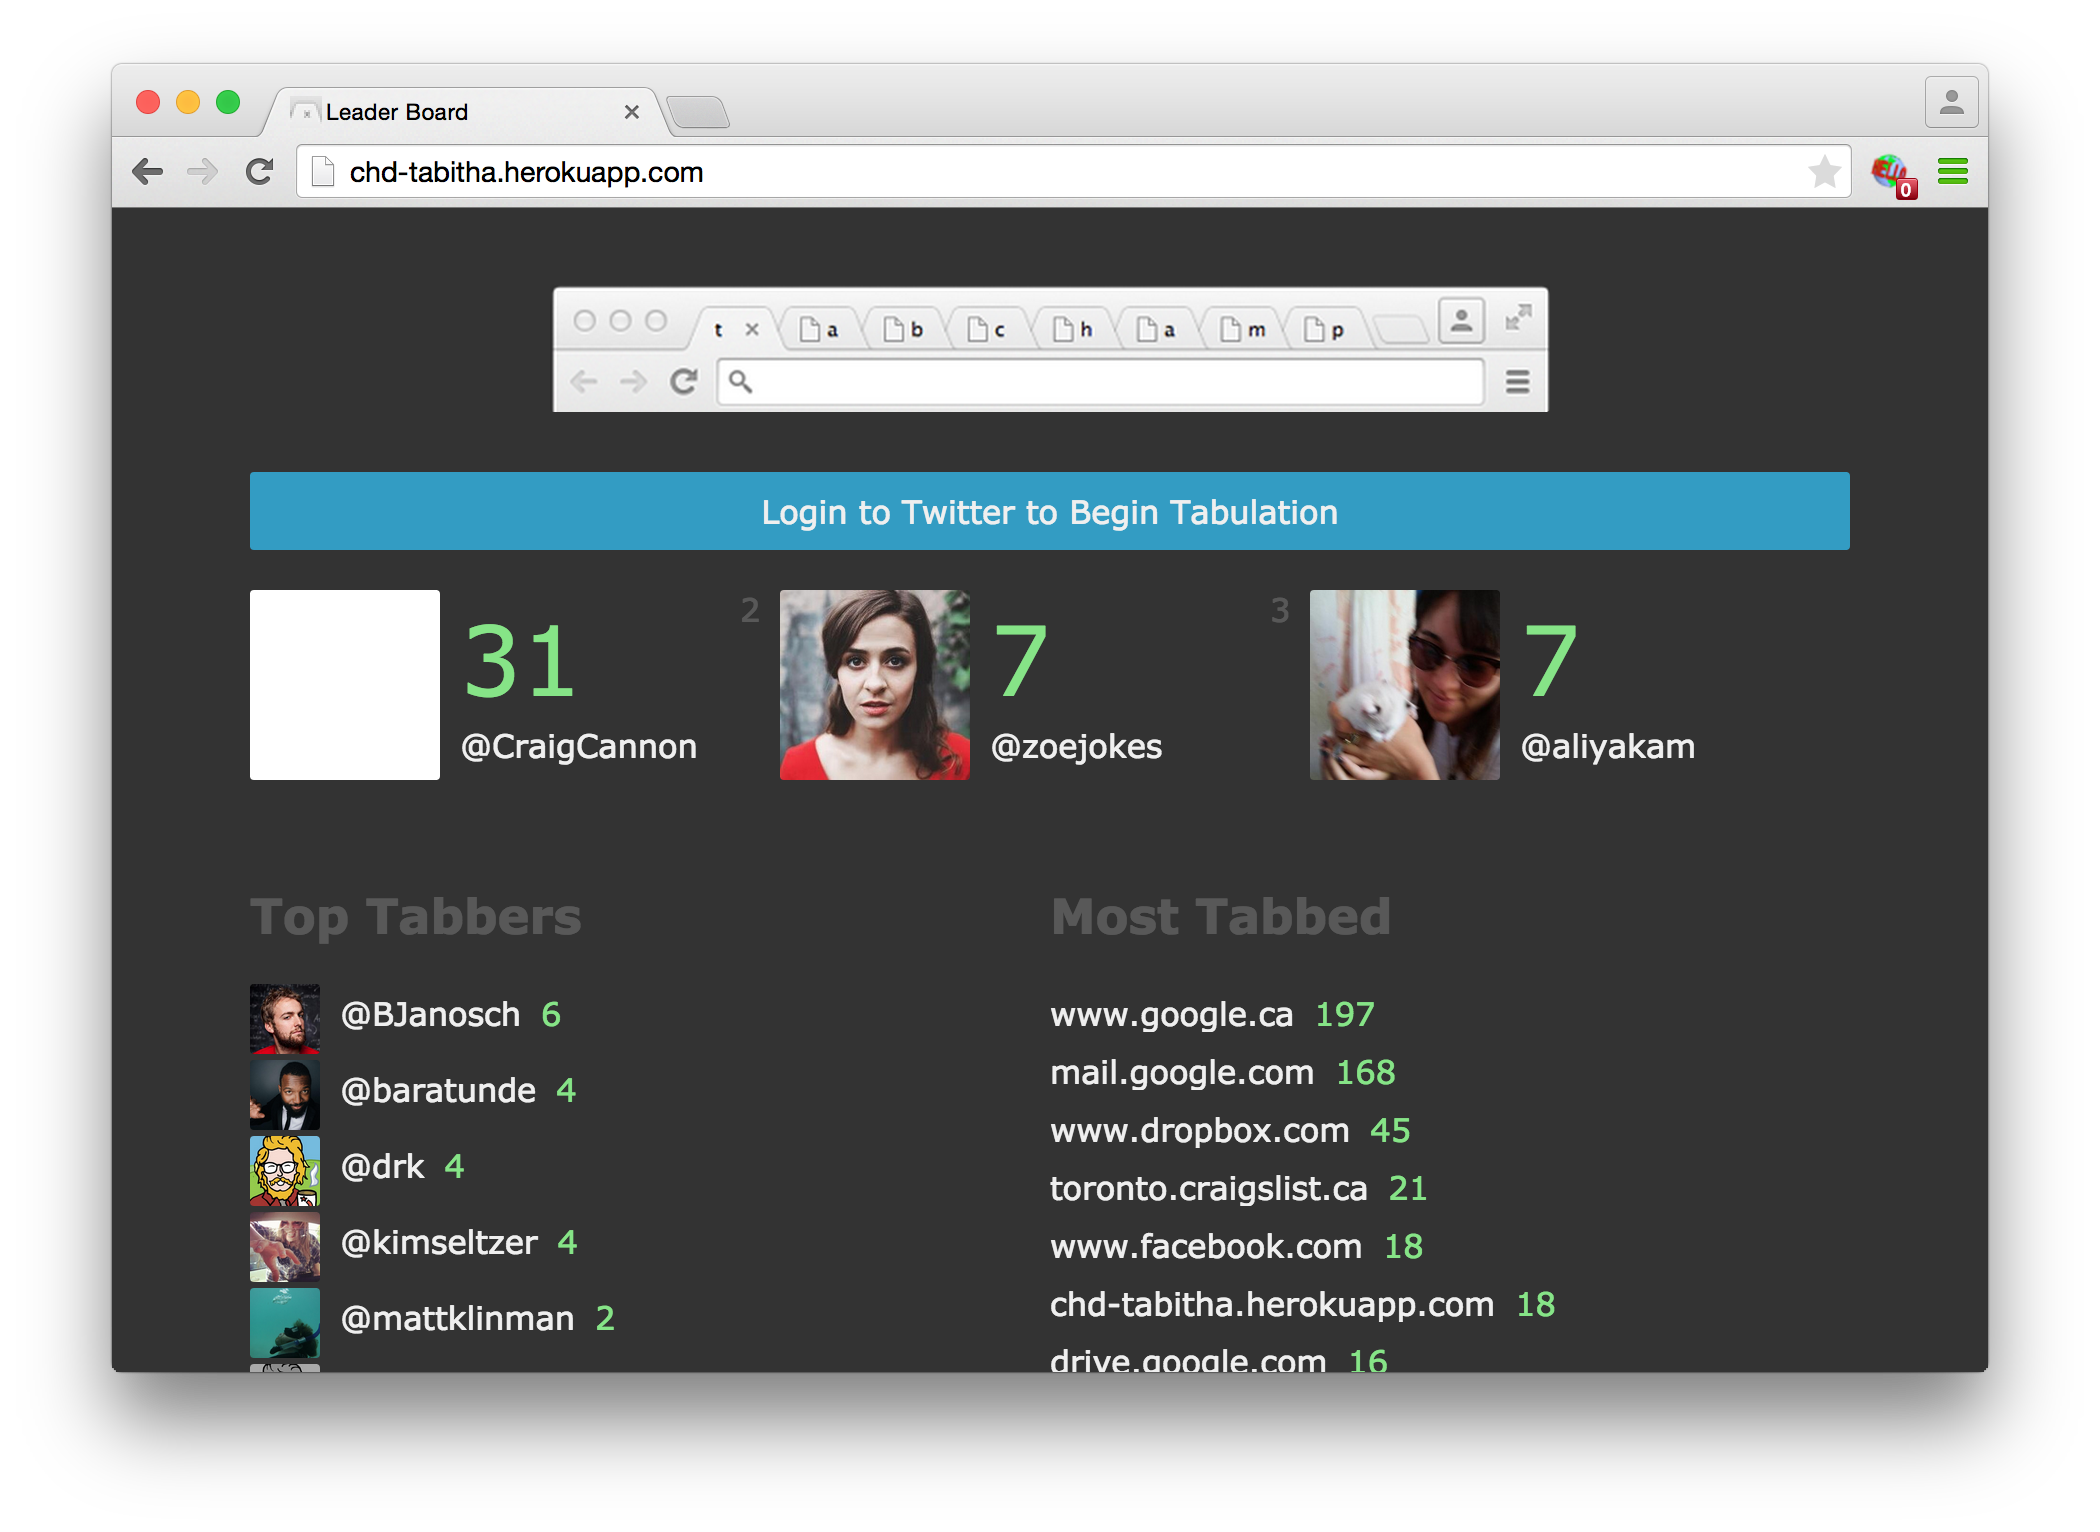 Leader Board
chd-tabitha.herokuapp.com
HELLO
0
t a b c h a m p
Login to Twitter to Begin Tabulation
31
@CraigCannon
2
7
@zoejokes
3
7
@aliyakam
Top Tabbers
@BJanosch 6
@baratunde 4
@drk 4
@kimseltzer 4
@mattklinman 2
Most Tabbed
www.google.ca 197
mail.google.com 168
www.dropbox.com 45
toronto.craigslist.ca 21
www.facebook.com 18
chd-tabitha.herokuapp.com 18
drive.google.com 16